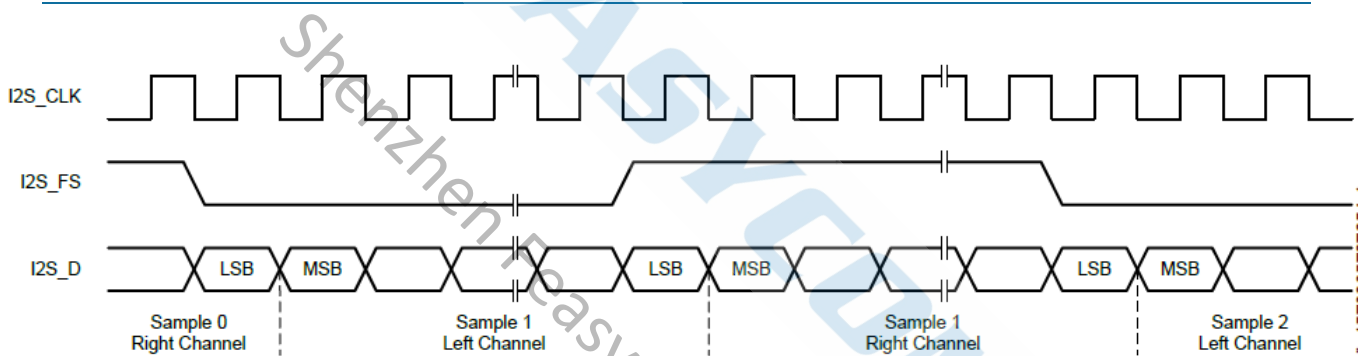 I2S_CLK
I2S_FS
I2S_D
LSB MSB LSB MSB LSB MSB
Sample 0 Sample 1 Sample 1 Sample 2
Right Channel Left Channel Right Channel Left Channel
Shenzhen Feasy
ASYCO